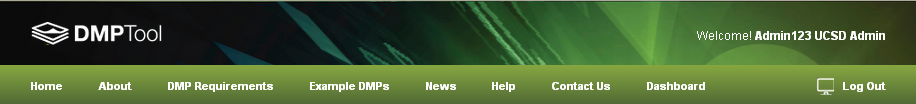 DMPTool
Welcome! Admin123 UCSD Admin
Home About DMP Requirements Example DMPs News Help Contact Us Dashboard Log Out